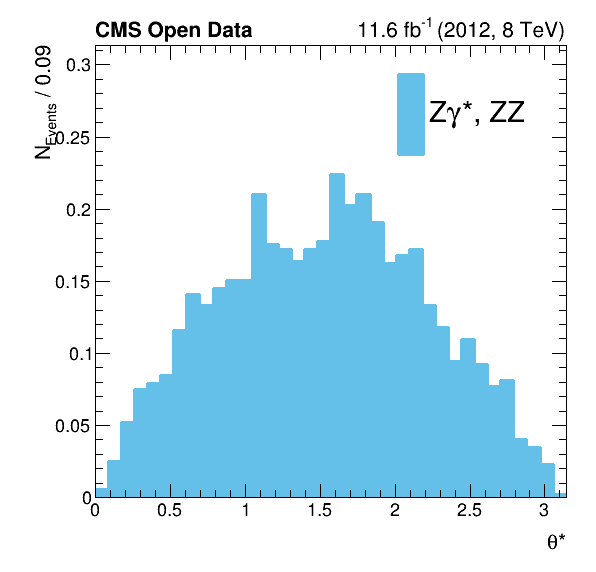 CMS Open Data
11.6 fb⁻¹ (2012, 8 TeV)
N_Events / 0.09
0.3
0.25
0.2
0.15
0.1
0.05
0
Zγ*, ZZ
0 0.5 1 1.5 2 2.5 3
θ*